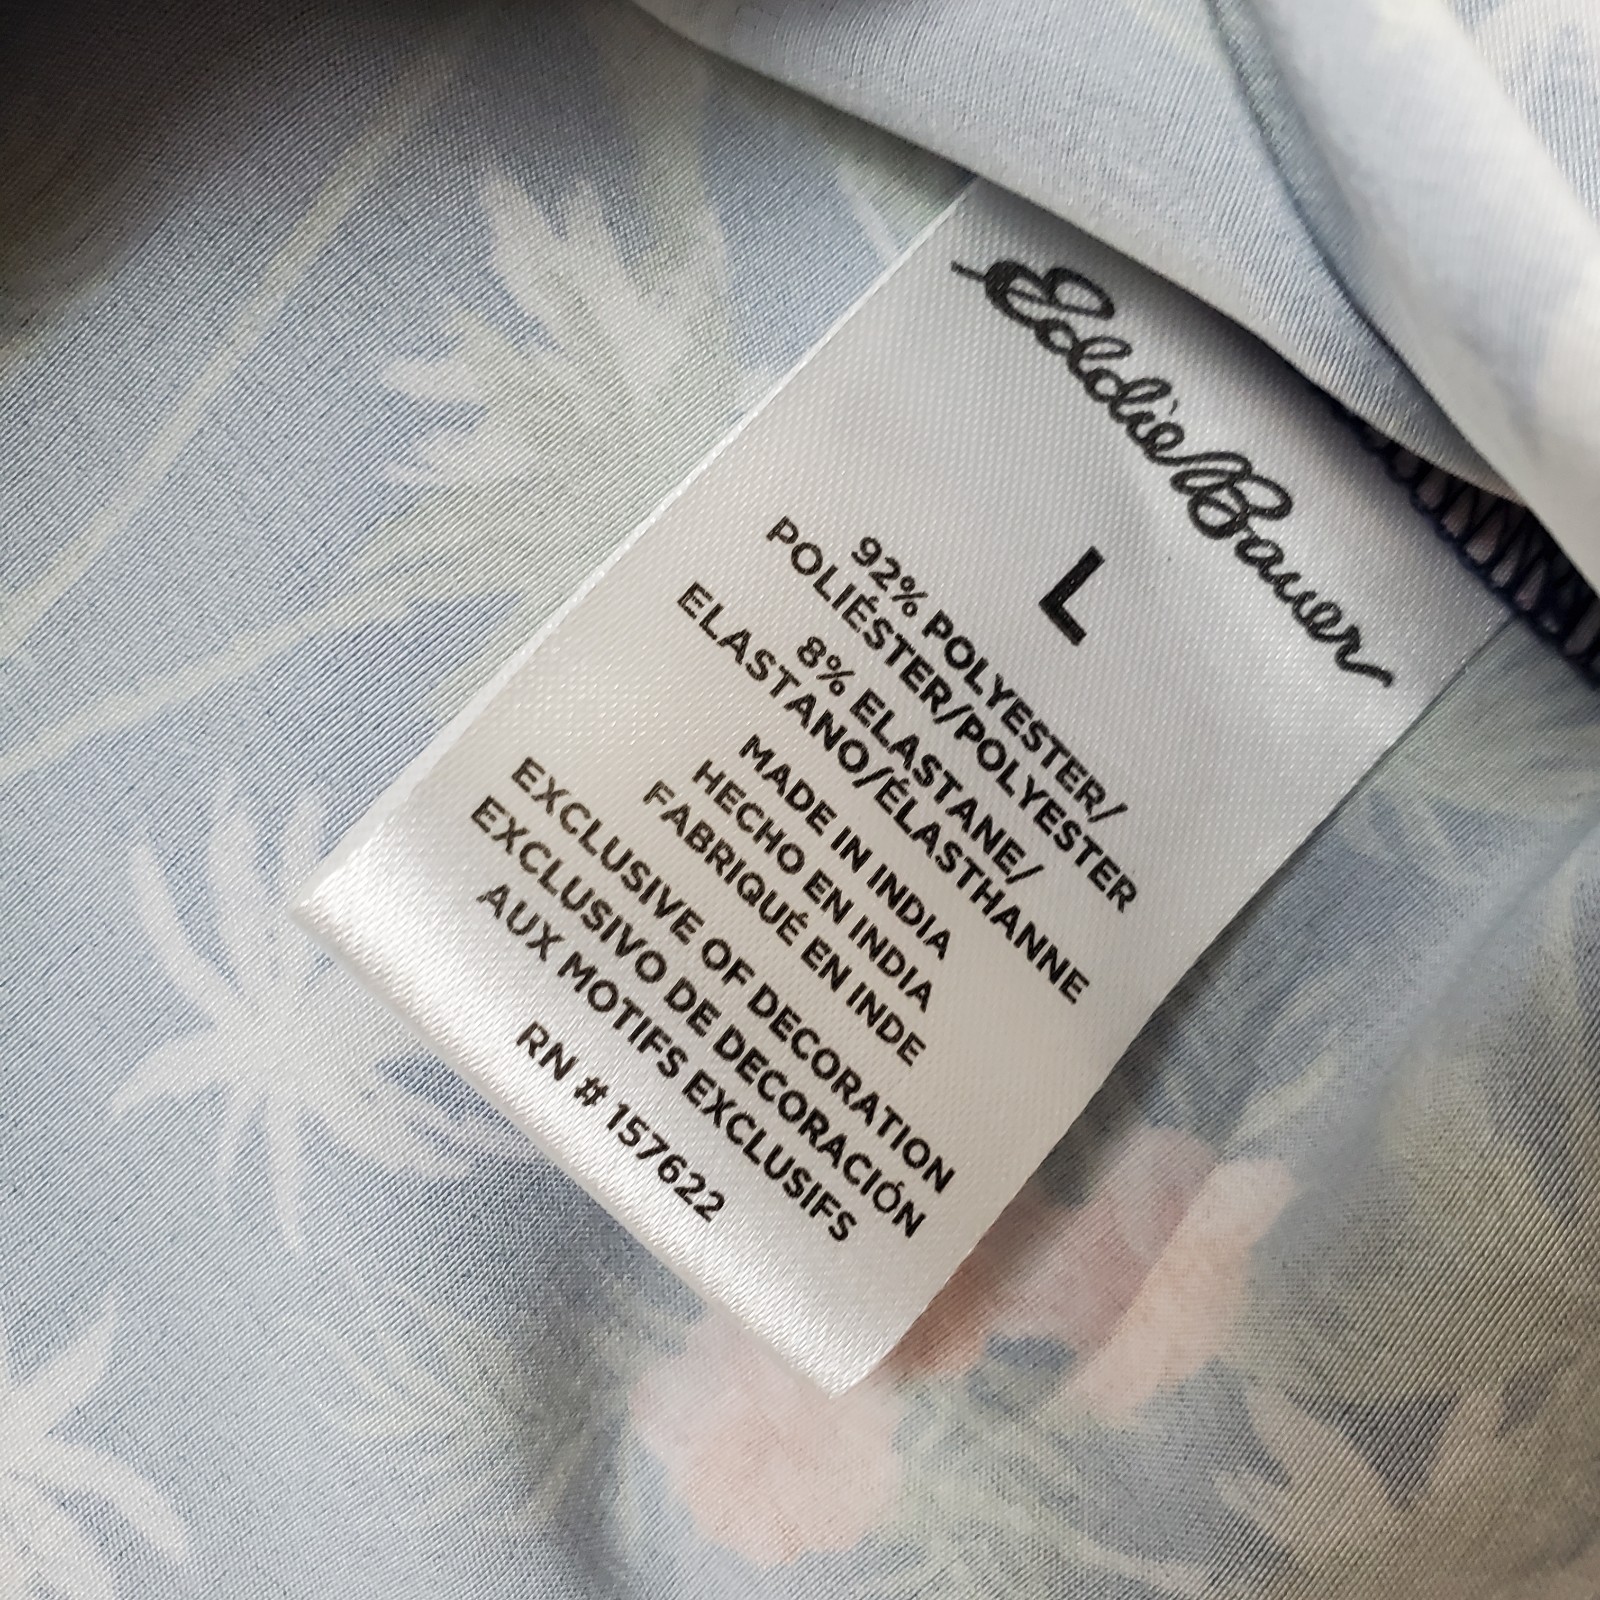 Eddie Bauer
L
92% POLYESTER/
POLIÉSTER/POLYESTER
8% ELASTANE/
ELASTANO/ÉLASTHANNE
MADE IN INDIA
HECHO EN INDIA
FABRIQUÉ EN INDE
EXCLUSIVE OF DECORATION
EXCLUSIVO DE DECORACIÓN
AUX MOTIFS EXCLUSIFS
RN # 157622